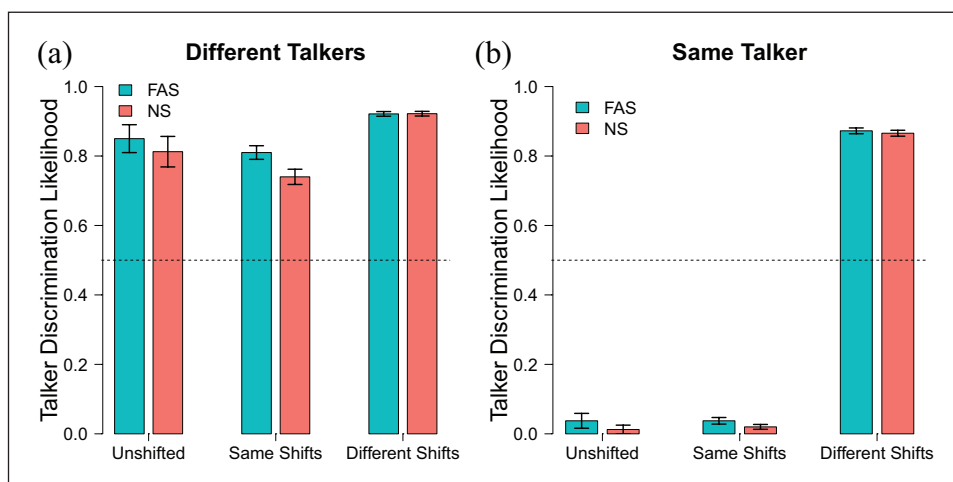 (a) Different Talkers
FAS
NS
Talker Discrimination Likelihood
1.0
0.8
0.6
0.4
0.2
0.0
Unshifted Same Shifts Different Shifts
(b) Same Talker
FAS
NS
Talker Discrimination Likelihood
1.0
0.8
0.6
0.4
0.2
0.0
Unshifted Same Shifts Different Shifts